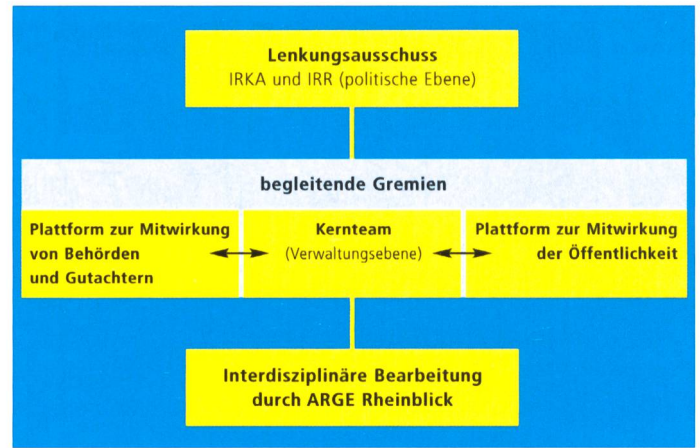 Lenkungsausschuss
IRKA und IRR (politische Ebene)
begleitende Gremien
Plattform zur Mitwirkung
von Behörden
und Gutachtern
Kernteam
(Verwaltungsebene)
Plattform zur Mitwirkung
der Öffentlichkeit
Interdisziplinäre Bearbeitung
durch ARGE Rheinblick